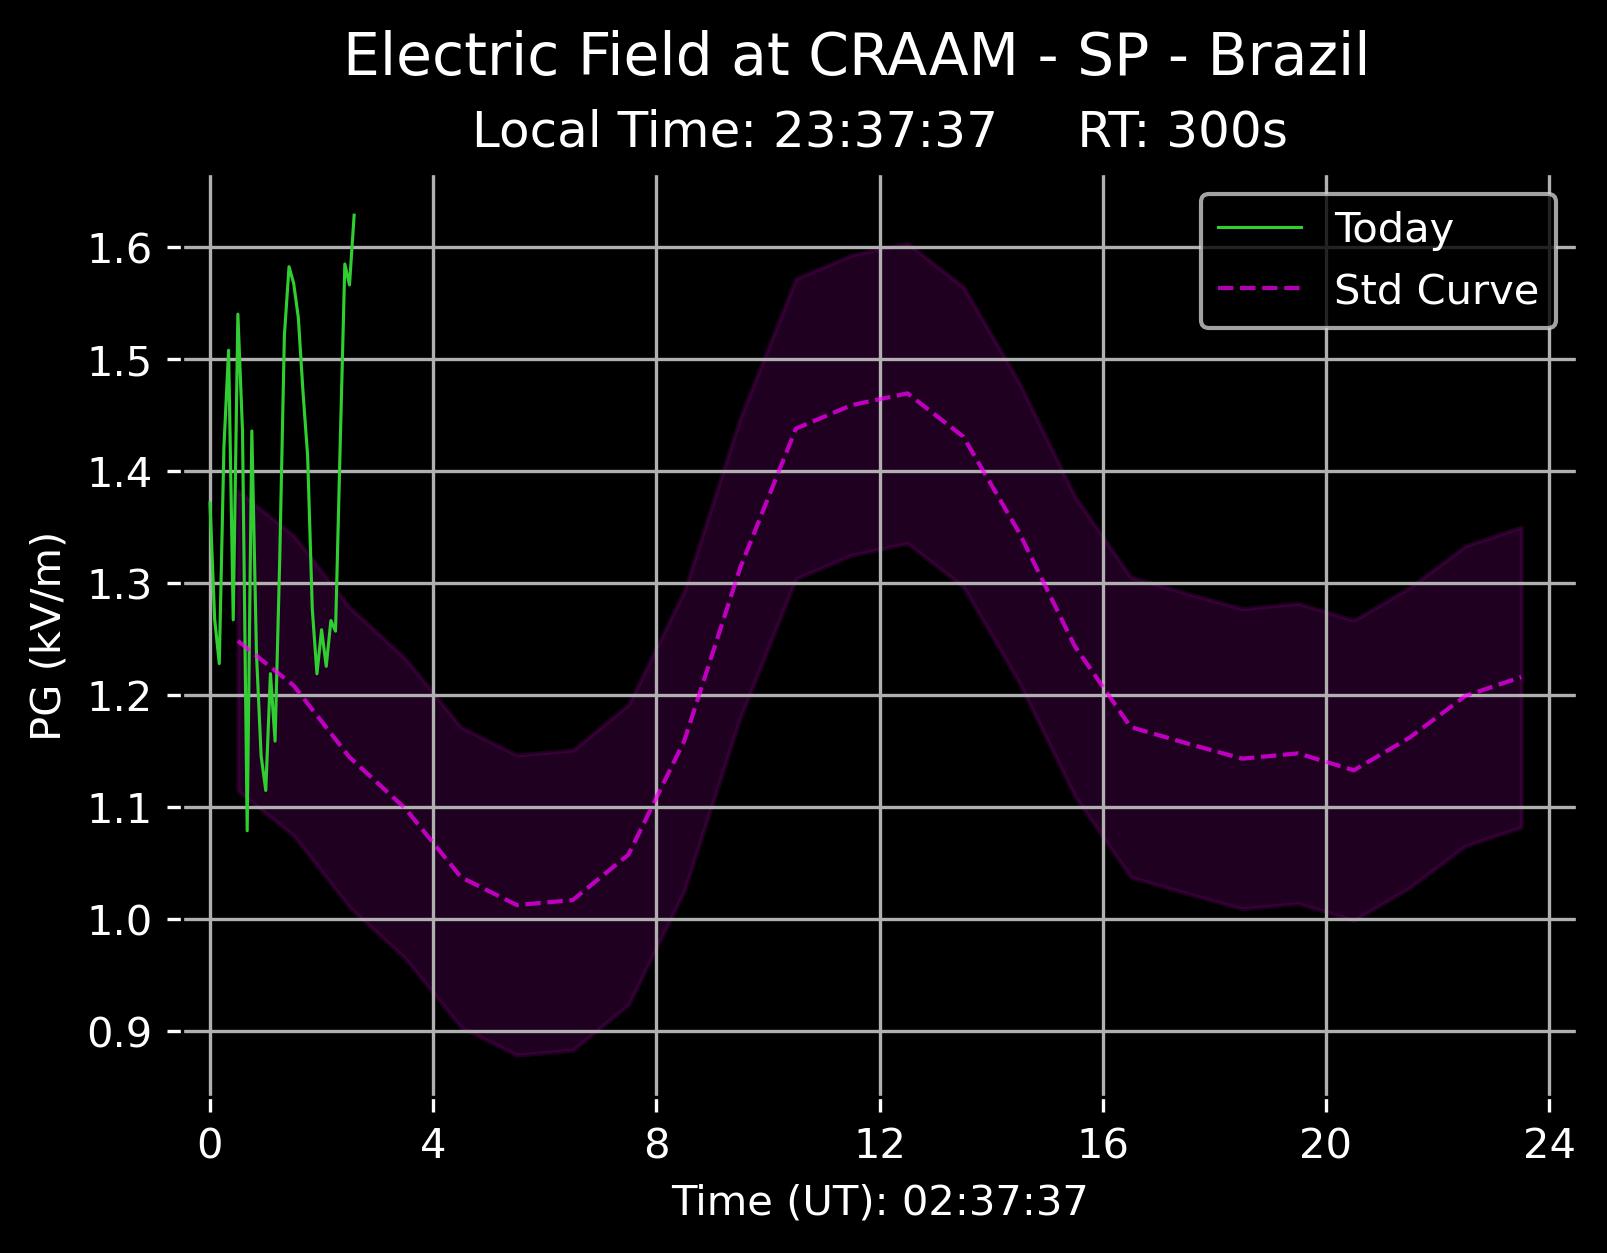 Electric Field at CRAAM - SP - Brazil
Local Time: 23:37:37 RT: 300s
Today
Std Curve
1.6
1.5
1.4
1.3
1.2
1.1
1.0
0.9
PG (kV/m)
0 4 8 12 16 20 24
Time (UT): 02:37:37